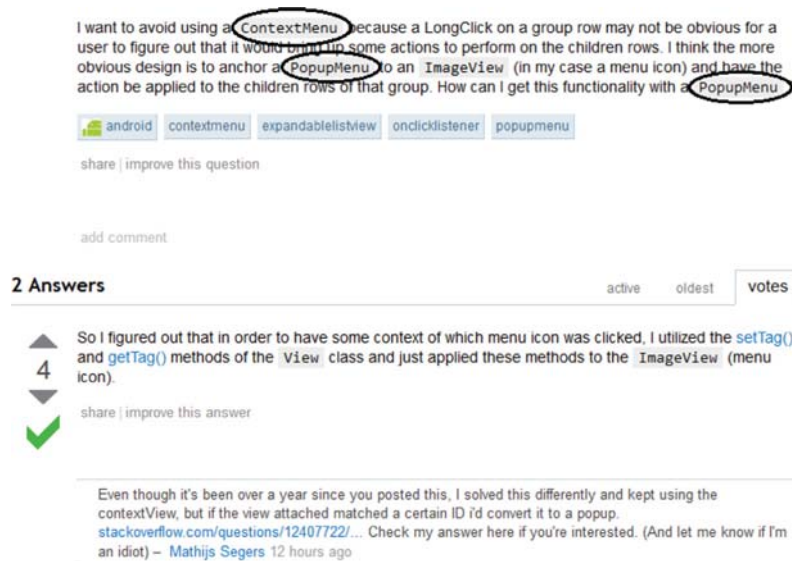 I want to avoid using a ContextMenu because a LongClick on a group row may not be obvious for a
user to figure out that it would bring up some actions to perform on the children rows. I think the more
obvious design is to anchor a PopupMenu to an ImageView (in my case a menu icon) and have the
action be applied to the children rows of that group. How can I get this functionality with a PopupMenu
android contextmenu expandablelistview onclicklistener popupmenu
share | improve this question
add comment
2 Answers active oldest votes
So I figured out that in order to have some context of which menu icon was clicked, I utilized the setTag()
and getTag() methods of the View class and just applied these methods to the ImageView (menu
4
icon).
share | improve this answer
Even though it's been over a year since you posted this, I solved this differently and kept using the
contextView, but if the view attached matched a certain ID i'd convert it to a popup.
stackoverflow.com/questions/12407722/... Check my answer here if you're interested. (And let me know if I'm
an idiot) – Mathijs Segers 12 hours ago